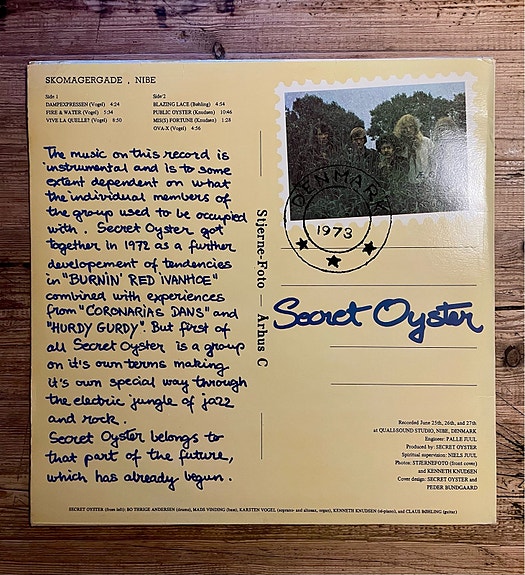 SKOMAGERGADE , NIBE
Side 1
DAMPEXPRESSEN (Vogel) 4:24
FIRE & WATER (Vogel) 5:34
VIVE LA QUELLE? (Vogel) 8:50
Side 2
BLAZING LACE (Bøhling) 4:54
PUBLIC OYSTER (Knudsen) 10:46
MIS(S) FORTUNE (Knudsen) 1:28
OVA-X (Vogel) 4:56
The music on this record is
instrumental and is to some
extent dependent on what
the individual members of
the group used to be occupied
with. Secret Oyster got
together in 1972 as a further
developement of tendencies
in "BURNIN' RED IVANHOE"
combined with experiences
from "CORONARIAS DANS" and
"HURDY GURDY". But first of
all Secret Oyster is a group
on it's own terms making
it's own special way through
the electric jungle of jazz
and rock.
Secret Oyster belongs to
that part of the future,
which has already begun.
Stjerne-Foto — Århus C
DENMARK
1973
Secret Oyster
Recorded June 25th, 26th, and 27th
at QUALI-SOUND STUDIO, NIBE, DENMARK
Engineer: PALLE JUUL
Produced by: SECRET OYSTER
Spiritual supervision: NIELS JUUL
Photos: STJERNEFOTO (front cover)
and KENNETH KNUDSEN
Cover design: SECRET OYSTER and
PEDER BUNDGAARD
SECRET OYSTER (from left): BO THRIGE ANDERSEN (drums), MADS VINDING (bass), KARSTEN VOGEL (soprano- and altosax, organ), KENNETH KNUDSEN (el-piano), and CLAUS BØHLING (guitar)